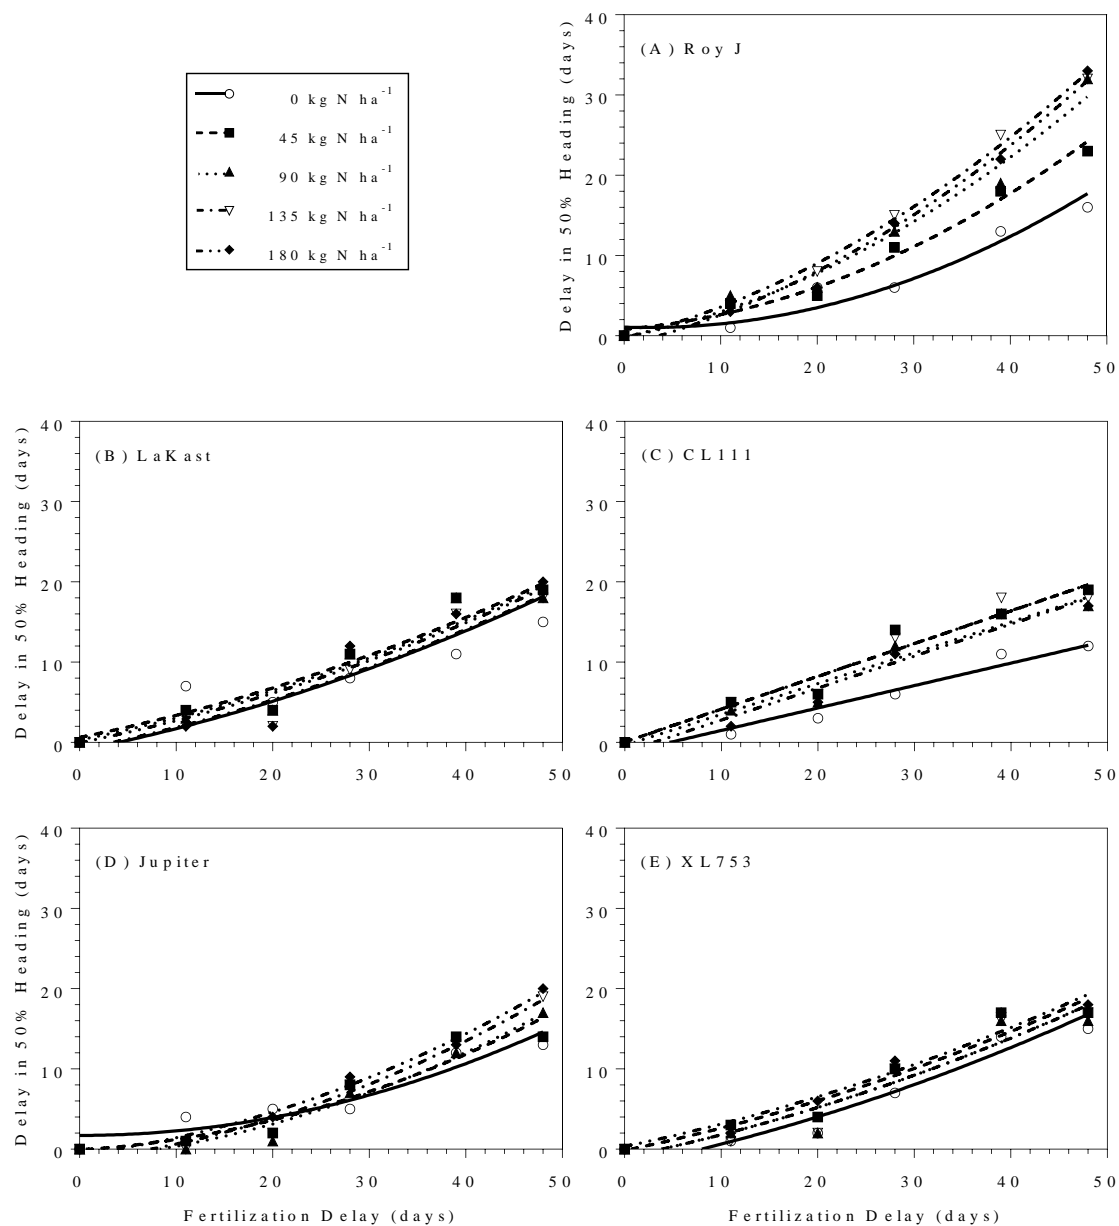 0 kg N ha-1
45 kg N ha-1
90 kg N ha-1
135 kg N ha-1
180 kg N ha-1
(A) Roy J
Delay in 50% Heading (days)
40
30
20
10
0
0 10 20 30 40 50
(B) LaKast
Delay in 50% Heading (days)
40
30
20
10
0
0 10 20 30 40 50
(C) CL111
40
30
20
10
0
0 10 20 30 40 50
(D) Jupiter
Delay in 50% Heading (days)
40
30
20
10
0
0 10 20 30 40 50
Fertilization Delay (days)
(E) XL753
40
30
20
10
0
0 10 20 30 40 50
Fertilization Delay (days)